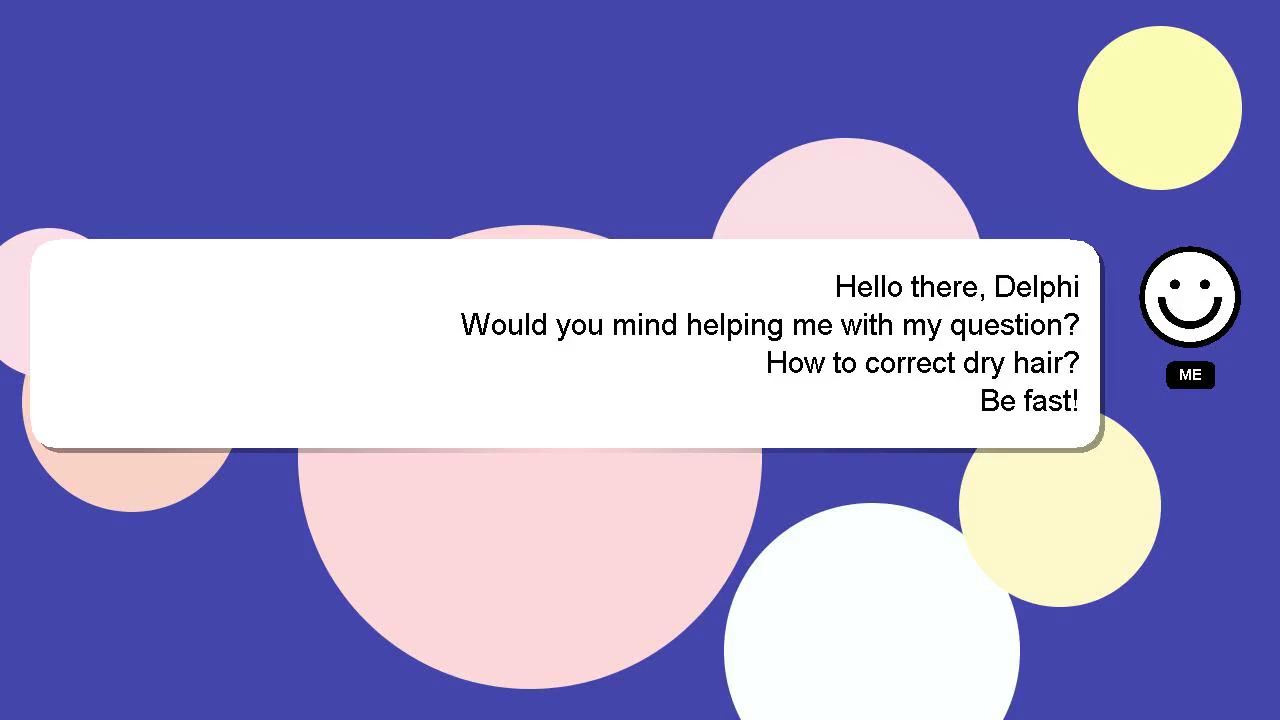 Hello there, Delphi
Would you mind helping me with my question?
How to correct dry hair?
Be fast!
ME